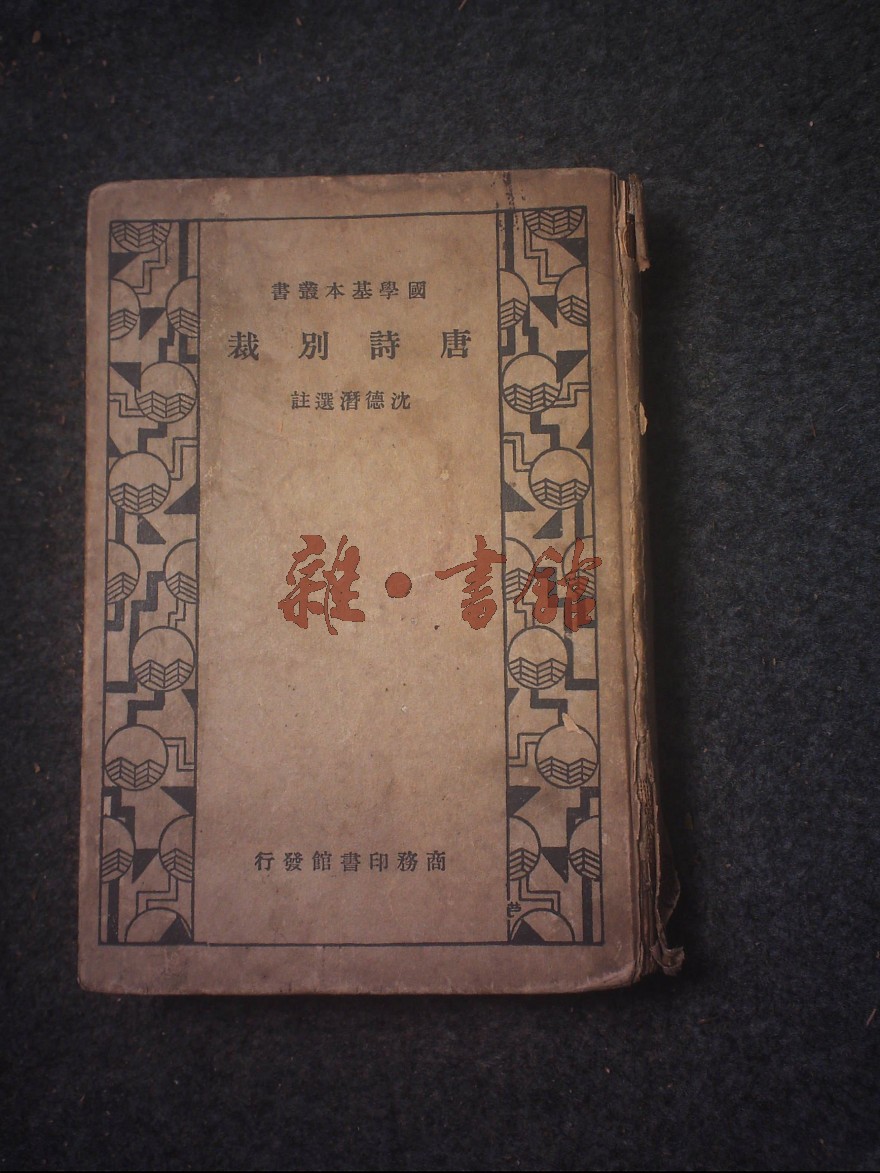 國學基本叢書
唐詩別裁
沈德潛選註
雜·書館
商務印書館發行